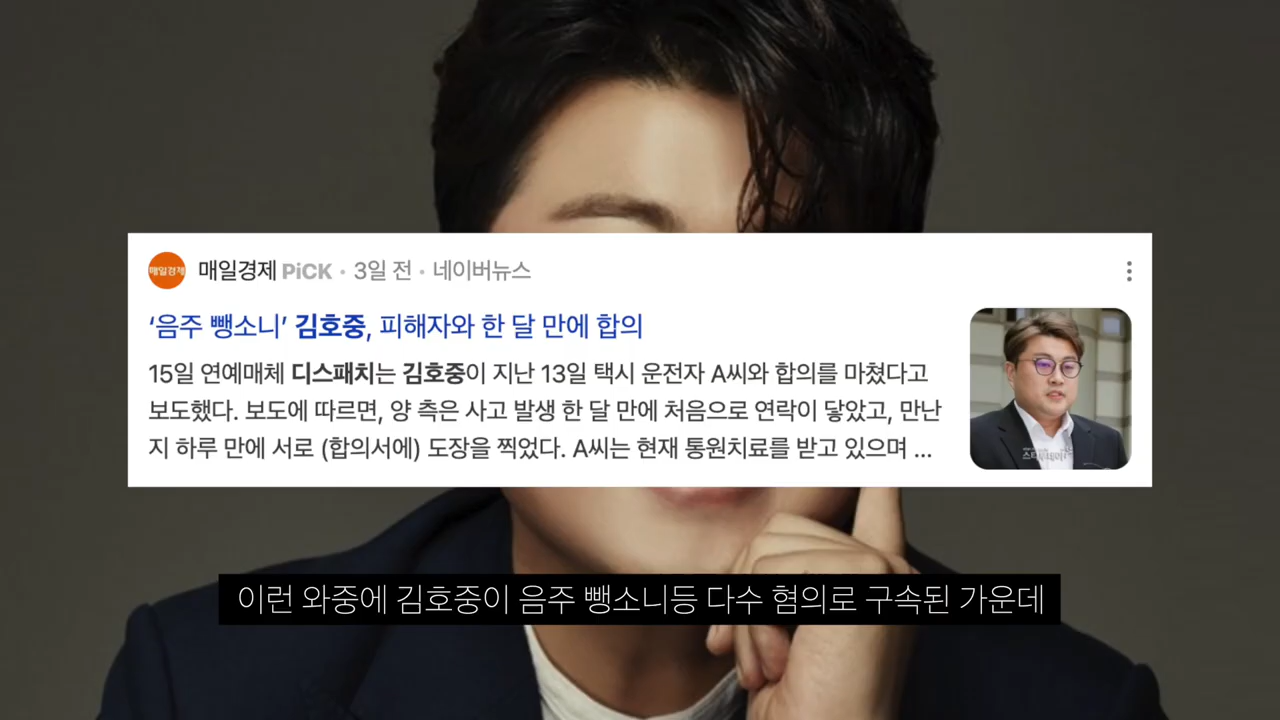 매일경제
매일경제 PiCK · 3일 전 · 네이버뉴스
‘음주 뺑소니’ 김호중, 피해자와 한 달 만에 합의
15일 연예매체 디스패치는 김호중이 지난 13일 택시 운전자 A씨와 합의를 마쳤다고
보도했다. 보도에 따르면, 양 측은 사고 발생 한 달 만에 처음으로 연락이 닿았고, 만난
지 하루 만에 서로 (합의서에) 도장을 찍었다. A씨는 현재 통원치료를 받고 있으며 ...
이런 와중에 김호중이 음주 뺑소니등 다수 혐의로 구속된 가운데